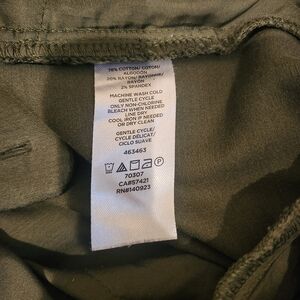 78% COTTON/ COTON/
ALGODÓN
20% RAYON/ RAYONNE/
RAYON
2% SPANDEX
MACHINE WASH COLD
GENTLE CYCLE
ONLY NON-CHLORINE
BLEACH WHEN NEEDED
LINE DRY
COOL IRON IF NEEDED
OR DRY CLEAN
GENTLE CYCLE/
CYCLE DÉLICAT/
CICLO SUAVE
463463
70307
CA#57421
RN#140923